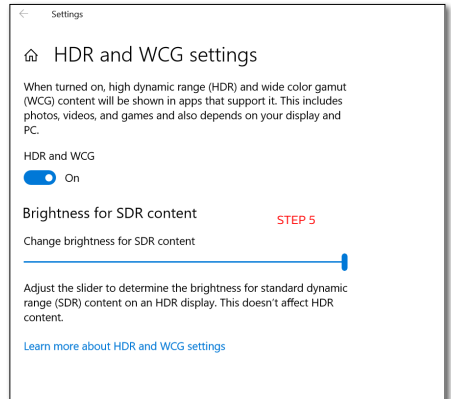 Settings
HDR and WCG settings
When turned on, high dynamic range (HDR) and wide color gamut
(WCG) content will be shown in apps that support it. This includes
photos, videos, and games and also depends on your display and
PC.
HDR and WCG
On
Brightness for SDR content
STEP 5
Change brightness for SDR content
Adjust the slider to determine the brightness for standard dynamic
range (SDR) content on an HDR display. This doesn't affect HDR
content.
Learn more about HDR and WCG settings